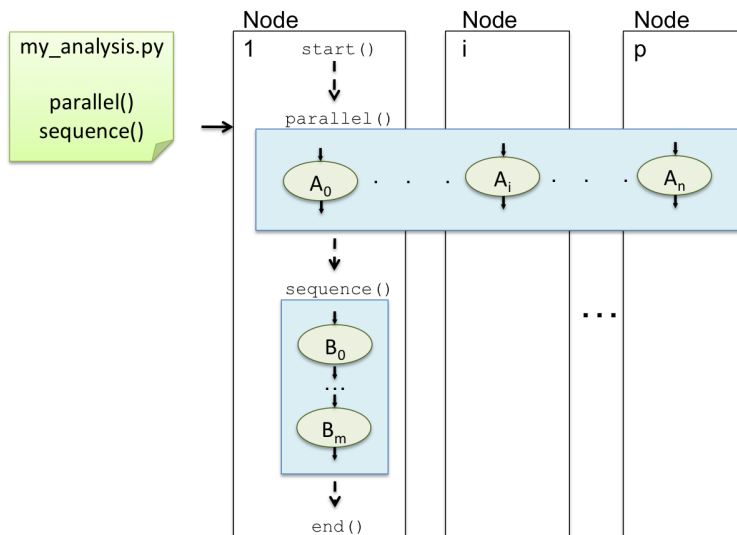 my_analysis.py
parallel()
sequence()
Node
1
Node
i
Node
p
start()
parallel()
A0 . . . Ai . . . An
sequence()
B0
...
Bm
...
end()